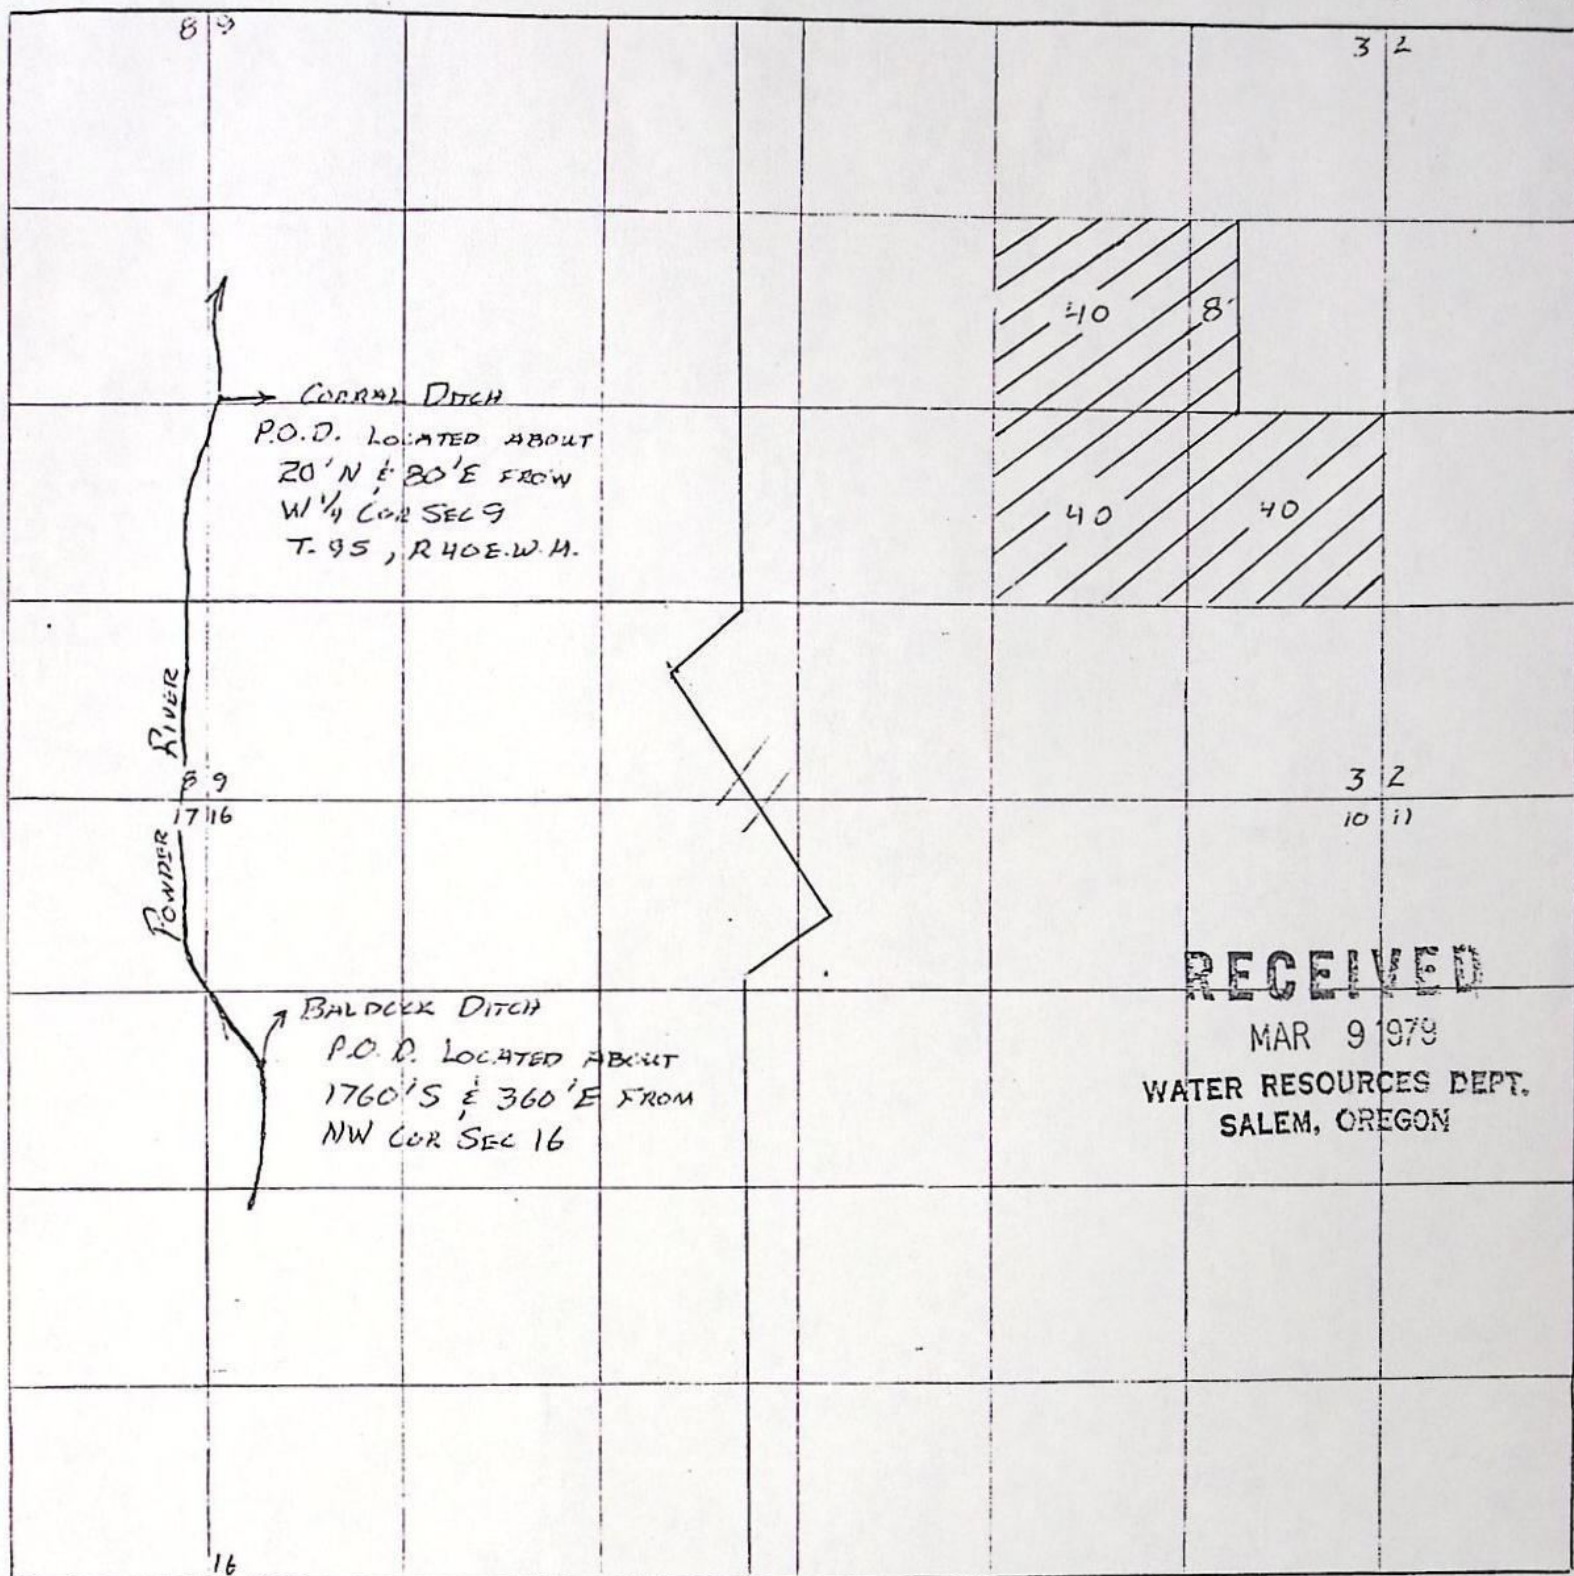 8 9
3 2
40
8
CORRAL DITCH
P.O.D. LOCATED ABOUT
20'N & 80'E FROM
W 1/4 COR SEC 9
T. 9S, R 40 E.W.M.
40
40
RIVER
8 9
17 16
3 2
10 11
POWDER
BALDOCK DITCH
P.O.D. LOCATED ABOUT
1760'S & 360'E FROM
NW COR SEC 16
RECEIVED
MAR 9 1979
WATER RESOURCES DEPT.
SALEM, OREGON
16